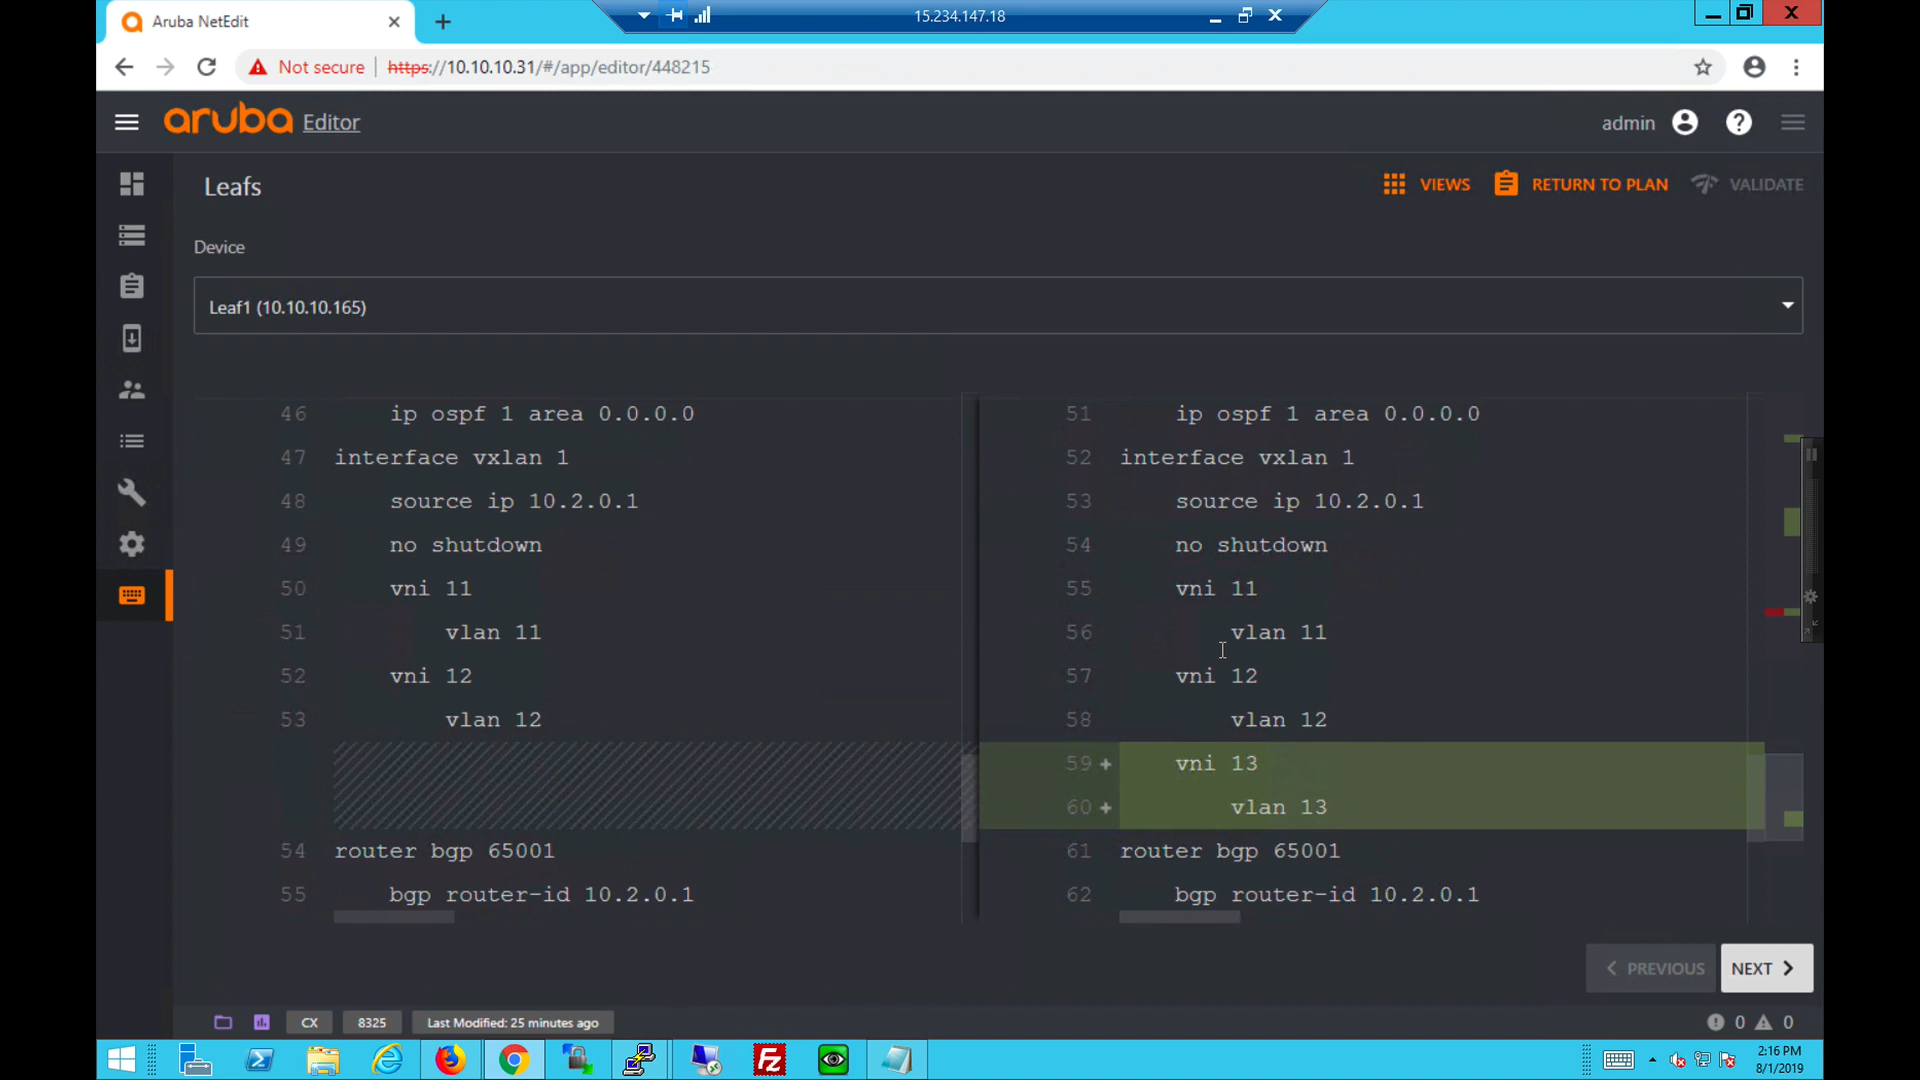 Aruba NetEdit
15.234.147.18
Not secure
https://10.10.10.31/#/app/editor/448215
aruba Editor
admin
Leafs
VIEWS
RETURN TO PLAN
VALIDATE
Device
Leaf1 (10.10.10.165)
46 ip ospf 1 area 0.0.0.0
47 interface vxlan 1
48 source ip 10.2.0.1
49 no shutdown
50 vni 11
51 vlan 11
52 vni 12
53 vlan 12
54 router bgp 65001
55 bgp router-id 10.2.0.1
51 ip ospf 1 area 0.0.0.0
52 interface vxlan 1
53 source ip 10.2.0.1
54 no shutdown
55 vni 11
56 vlan 11
57 vni 12
58 vlan 12
59 + vni 13
60 + vlan 13
61 router bgp 65001
62 bgp router-id 10.2.0.1
PREVIOUS
NEXT
CX
8325
Last Modified: 25 minutes ago
0
0
2:16 PM
8/1/2019